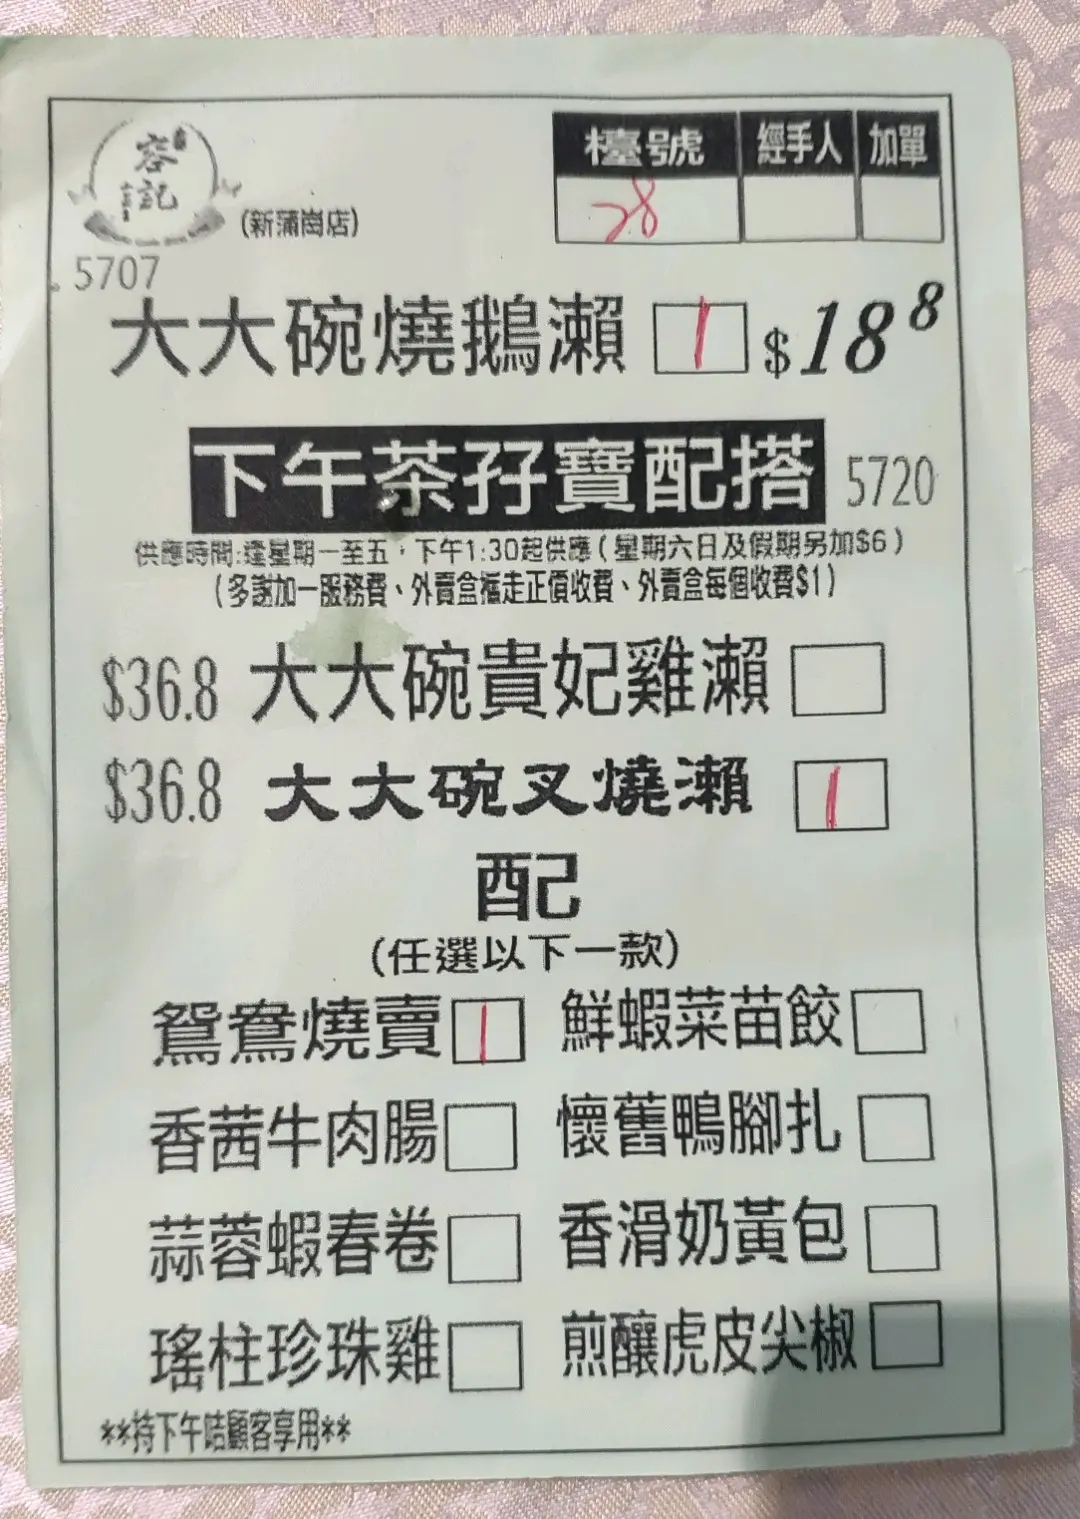 容記
(新蒲崗店)
檯號 經手人 加單
28
5707
大大碗燒鵝瀨 1 $18⁸
下午茶孖寶配搭 5720
供應時間:逢星期一至五，下午1:30起供應(星期六日及假期另加$6)
(多謝加一服務費、外賣盒攞走正價收費、外賣盒每個收費$1)
$36.8 大大碗貴妃雞瀨
$36.8 大大碗叉燒瀨 1
配
(任選以下一款)
鴛鴦燒賣 1 鮮蝦菜苗餃
香茜牛肉腸 懷舊鴨腳扎
蒜蓉蝦春卷 香滑奶黃包
瑤柱珍珠雞 煎釀虎皮尖椒
**持下午咭顧客享用**